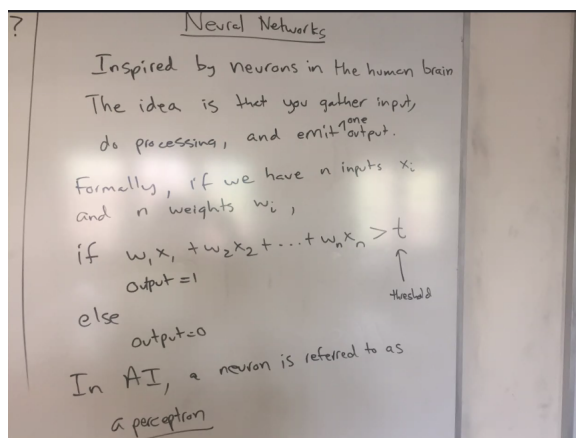 ?
Neural Networks
Inspired by neurons in the human brain
The idea is that you gather input,
do processing, and emit one output.
Formally, if we have n inputs xi
and n weights wi,
if w1x1 + w2x2 + ... + wnxn > t
output = 1
threshold
else
output=0
In AI, a neuron is referred to as
a perceptron